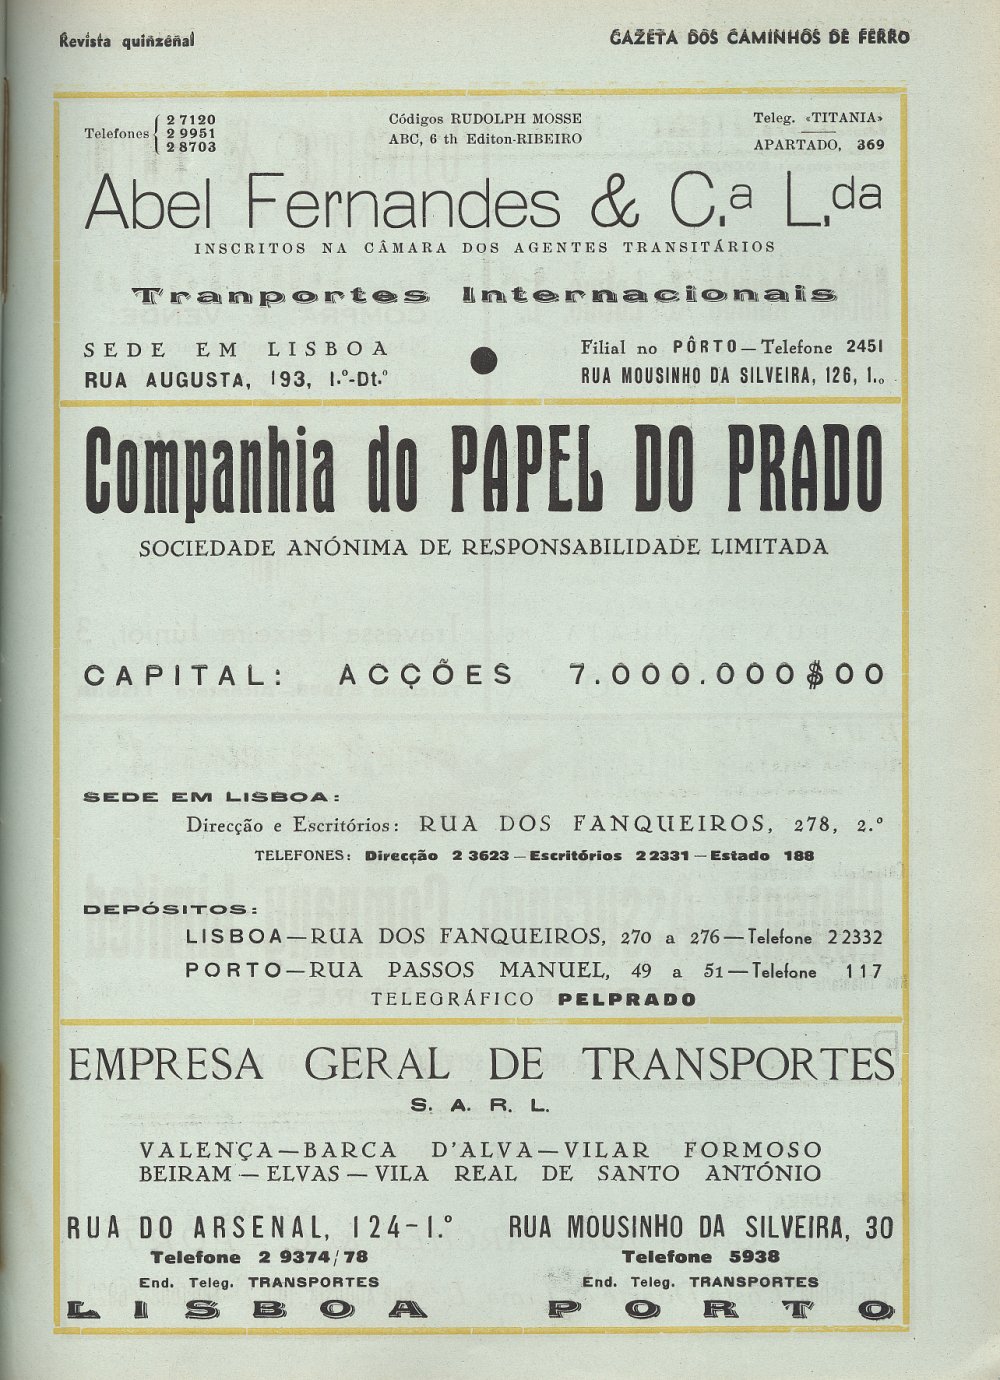 Revista quinzenal
GAZETA DOS CAMINHOS DE FERRO
Telefones { 2 7120
2 9951
2 8703
Códigos RUDOLPH MOSSE
ABC, 6 th Editon-RIBEIRO
Teleg. «TITANIA»
APARTADO, 369
Abel Fernandes & C.ª L.da
INSCRITOS NA CÂMARA DOS AGENTES TRANSITÁRIOS
Tranportes Internacionais
SEDE EM LISBOA
RUA AUGUSTA, 193, 1.º-Dt.º
Filial no PÔRTO — Telefone 2451
RUA MOUSINHO DA SILVEIRA, 126, 1.º
Companhia do PAPEL DO PRADO
SOCIEDADE ANÓNIMA DE RESPONSABILIDADE LIMITADA
CAPITAL: ACÇÕES 7.000.000$00
SEDE EM LISBOA:
Direcção e Escritórios: RUA DOS FANQUEIROS, 278, 2.º
TELEFONES: Direcção 2 3623 — Escritórios 2 2331 — Estado 188
DEPÓSITOS:
LISBOA — RUA DOS FANQUEIROS, 270 a 276 — Telefone 2 2332
PORTO — RUA PASSOS MANUEL, 49 a 51 — Telefone 117
TELEGRÁFICO PELPRADO
EMPRESA GERAL DE TRANSPORTES
S. A. R. L.
VALENÇA — BARCA D'ALVA — VILAR FORMOSO
BEIRAM — ELVAS — VILA REAL DE SANTO ANTÓNIO
RUA DO ARSENAL, 124-1.º
Telefone 2 9374/78
End. Teleg. TRANSPORTES
LISBOA
RUA MOUSINHO DA SILVEIRA, 30
Telefone 5938
End. Teleg. TRANSPORTES
PORTO